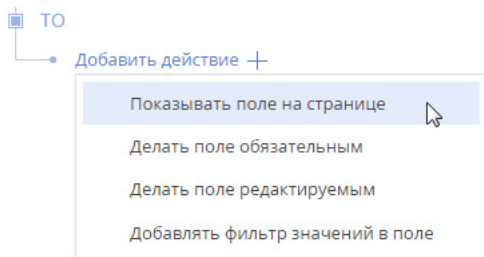 ТО
Добавить действие
Показывать поле на странице
Делать поле обязательным
Делать поле редактируемым
Добавлять фильтр значений в поле